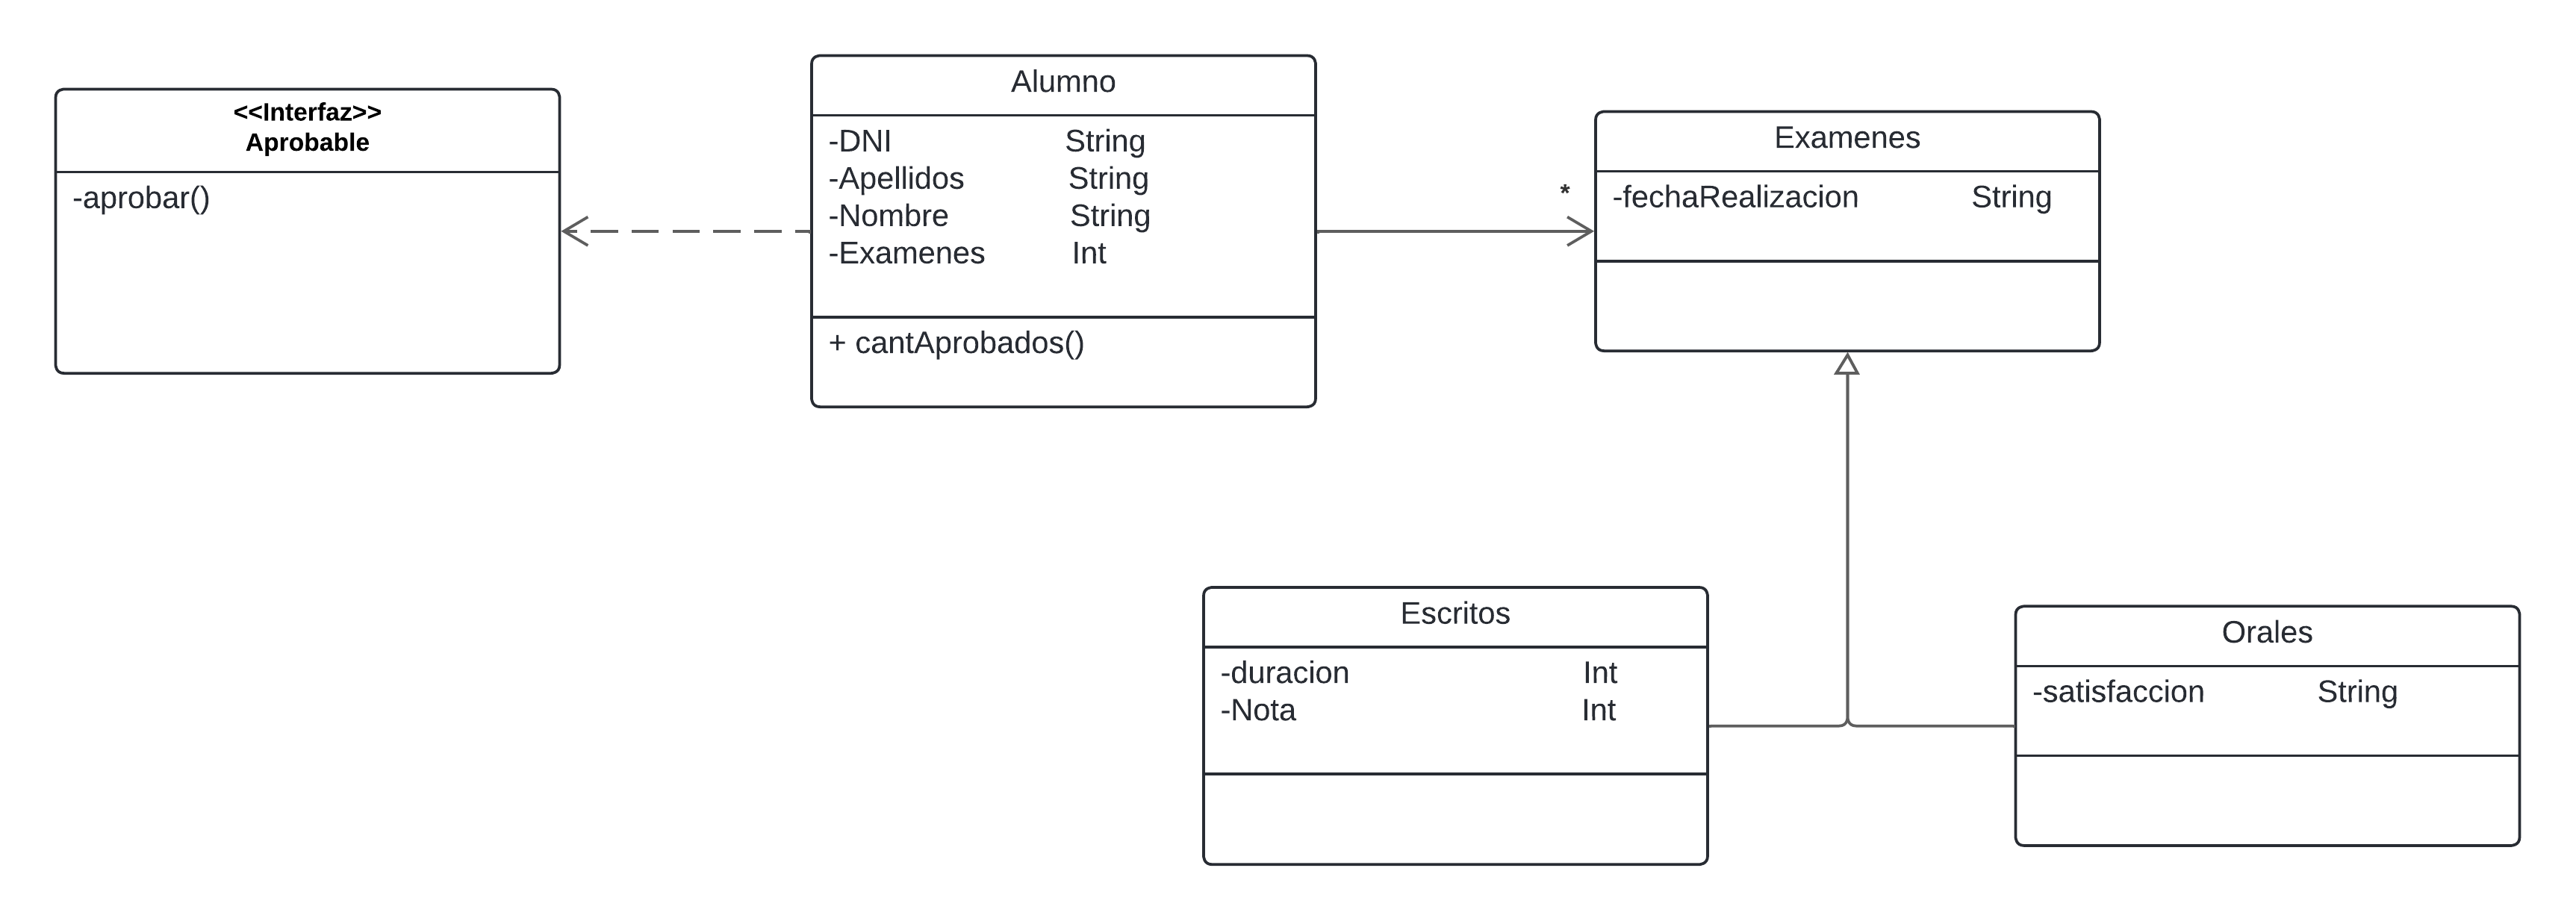 <<Interfaz>>
Aprobable
-aprobar()
Alumno
-DNI String
-Apellidos String
-Nombre String
-Examenes Int
+ cantAprobados()
*
Examenes
-fechaRealizacion String
Escritos
-duracion Int
-Nota Int
Orales
-satisfaccion String